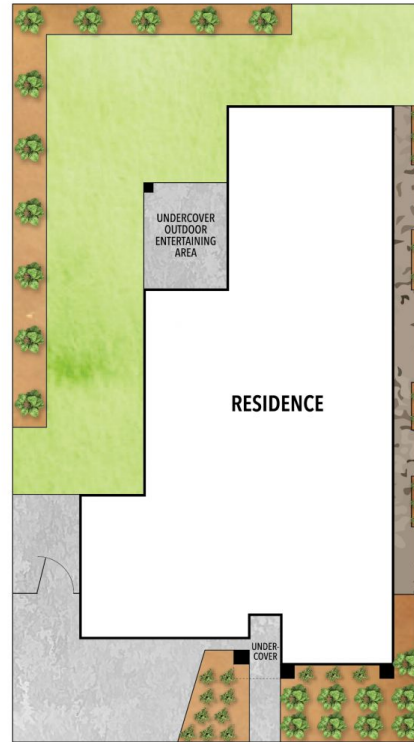 UNDERCOVER
OUTDOOR
ENTERTAINING
AREA
RESIDENCE
UNDER-
COVER